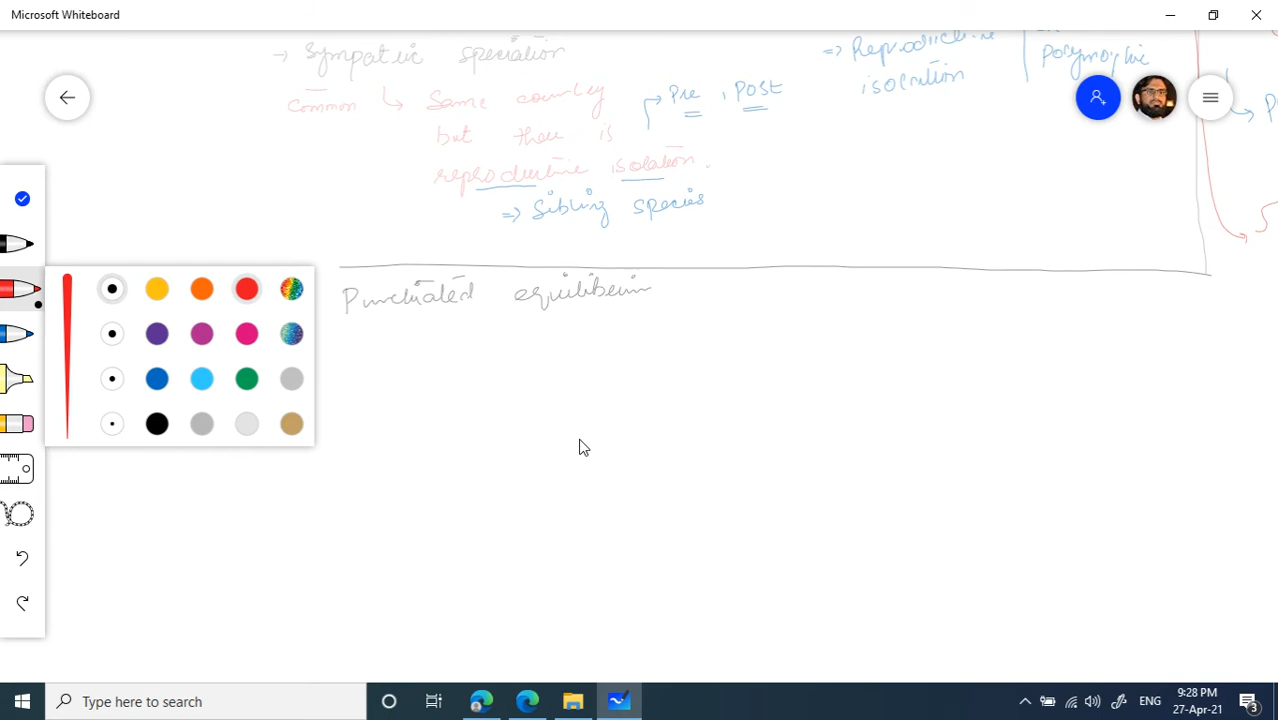 Microsoft Whiteboard
→ Sympatric speciation
Common ↳ Same country
but there is
reproductive isolation.
Pre , Post
⇒ Sibling species
⇒ Reproductive
isolation
polymorphic
P
S
Punctuated equilibrium
Type here to search
ENG
9:28 PM
27-Apr-21
3